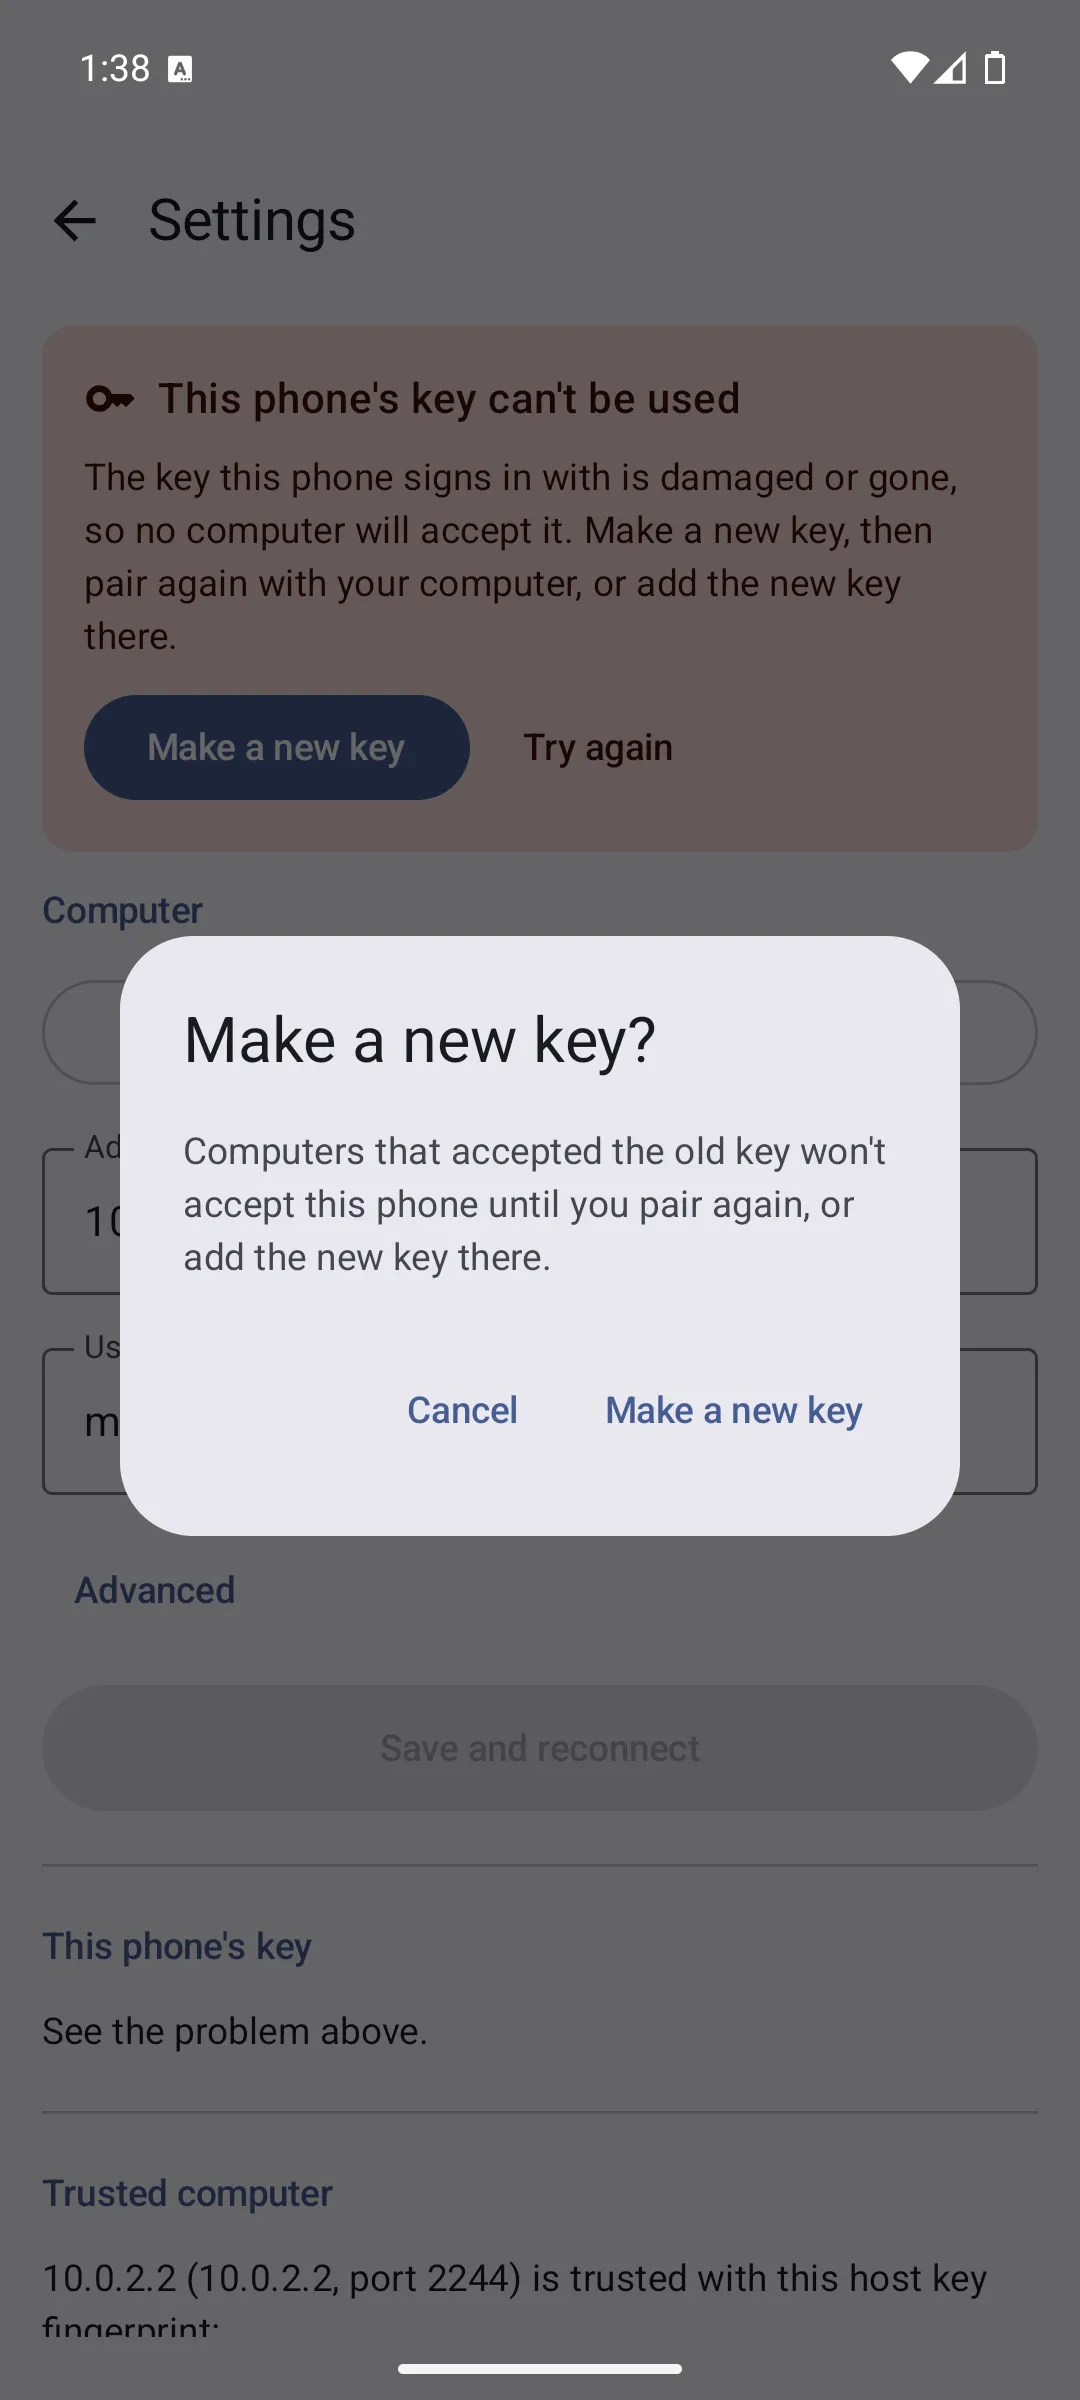 1:38
Settings
This phone's key can't be used
The key this phone signs in with is damaged or gone,
so no computer will accept it. Make a new key, then
pair again with your computer, or add the new key
there.
Make a new key
Try again
Computer
Make a new key?
Computers that accepted the old key won't
accept this phone until you pair again, or
add the new key there.
Cancel
Make a new key
Advanced
Save and reconnect
This phone's key
See the problem above.
Trusted computer
10.0.2.2 (10.0.2.2, port 2244) is trusted with this host key
fingerprint: